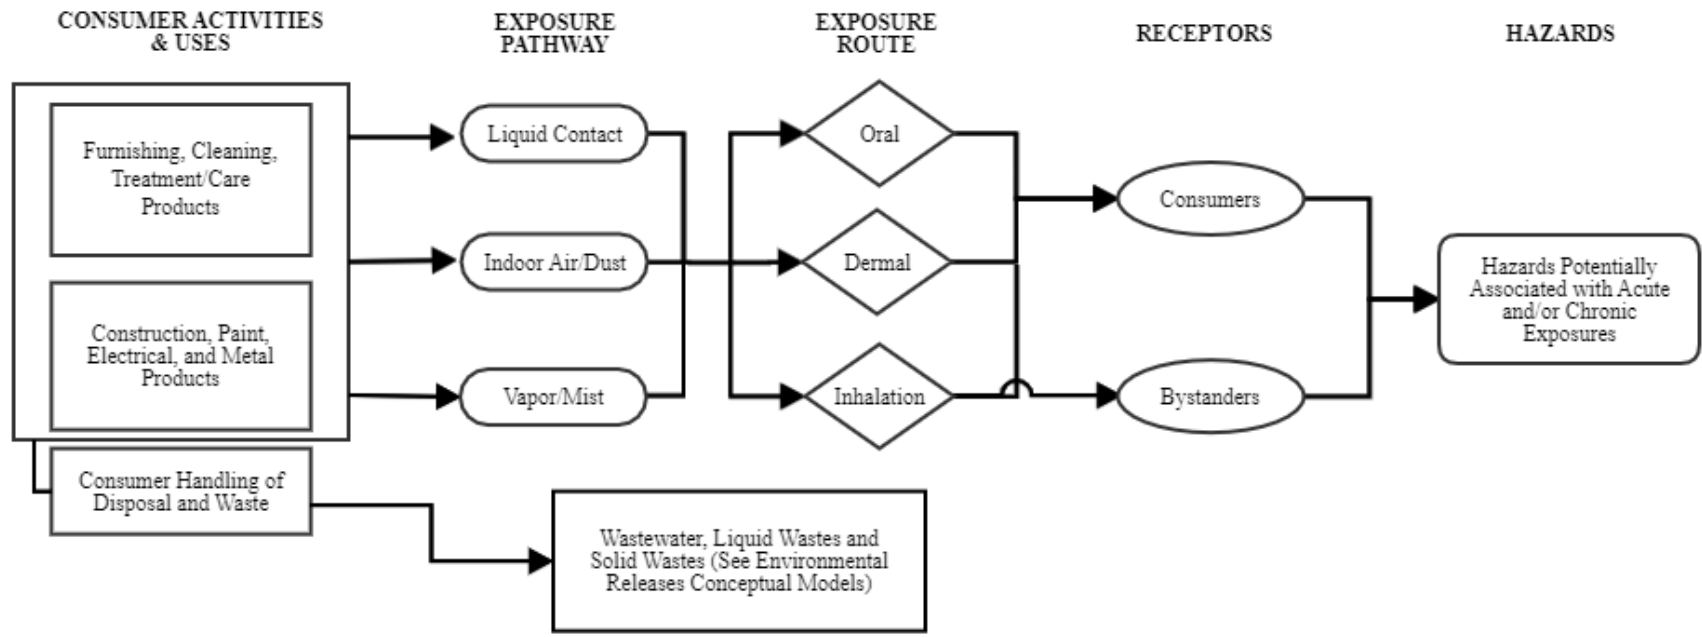 CONSUMER ACTIVITIES
& USES
EXPOSURE
PATHWAY
EXPOSURE
ROUTE
RECEPTORS
HAZARDS
Furnishing, Cleaning,
Treatment/Care
Products
Construction, Paint,
Electrical, and Metal
Products
Consumer Handling of
Disposal and Waste
Liquid Contact
Indoor Air/Dust
Vapor/Mist
Wastewater, Liquid Wastes and
Solid Wastes (See Environmental
Releases Conceptual Models)
Oral
Dermal
Inhalation
Consumers
Bystanders
Hazards Potentially
Associated with Acute
and/or Chronic
Exposures